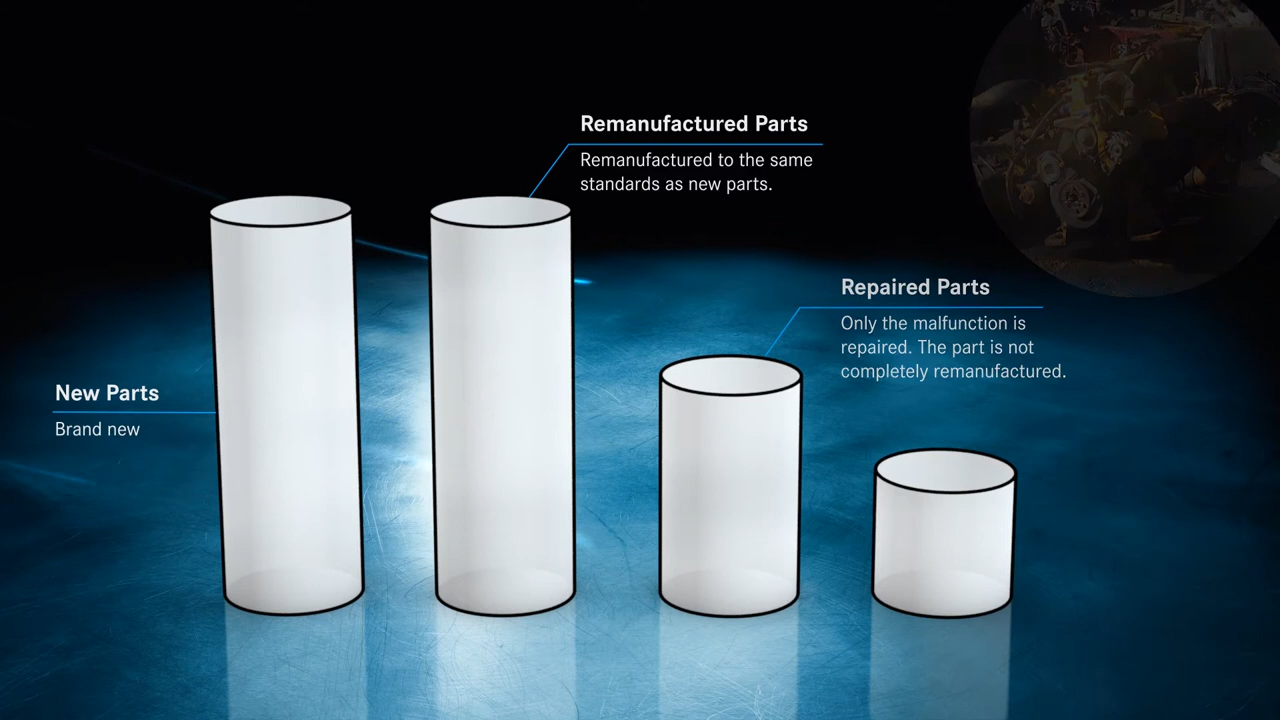 Remanufactured Parts
Remanufactured to the same
standards as new parts.
Repaired Parts
Only the malfunction is
repaired. The part is not
completely remanufactured.
New Parts
Brand new